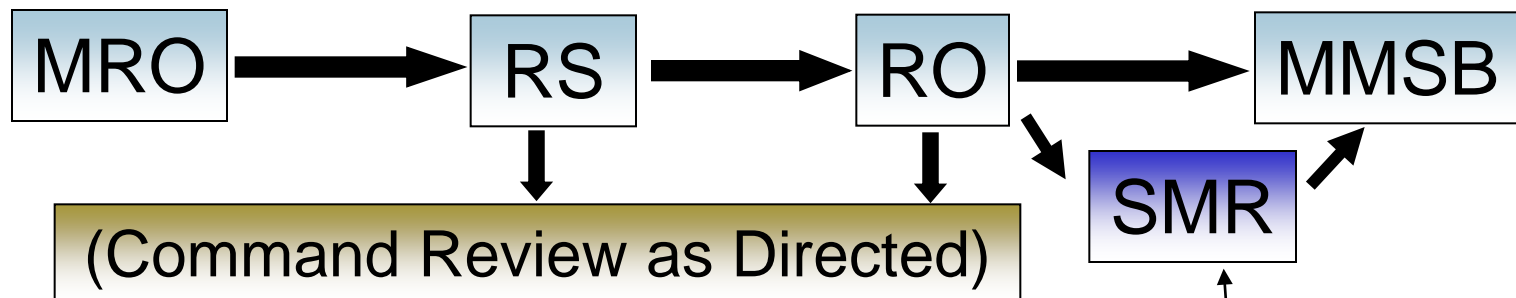 MRO
RS
RO
MMSB
SMR
(Command Review as Directed)